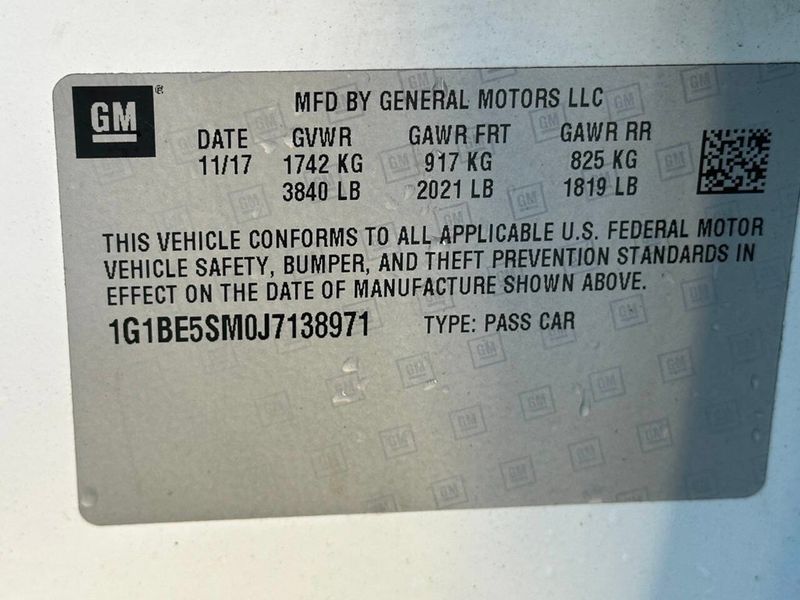 GM®
MFD BY GENERAL MOTORS LLC
DATE GVWR GAWR FRT GAWR RR
11/17 1742 KG 917 KG 825 KG
3840 LB 2021 LB 1819 LB
THIS VEHICLE CONFORMS TO ALL APPLICABLE U.S. FEDERAL MOTOR
VEHICLE SAFETY, BUMPER, AND THEFT PREVENTION STANDARDS IN
EFFECT ON THE DATE OF MANUFACTURE SHOWN ABOVE.
1G1BE5SM0J7138971 TYPE: PASS CAR